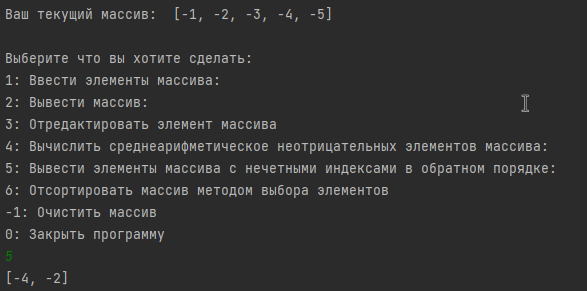 Ваш текущий массив:  [-1, -2, -3, -4, -5]
Выберите что вы хотите сделать:
1: Ввести элементы массива:
2: Вывести массив:
3: Отредактировать элемент массива
4: Вычислить среднеарифметическое неотрицательных элементов массива:
5: Вывести элементы массива с нечетными индексами в обратном порядке:
6: Отсортировать массив методом выбора элементов
-1: Очистить массив
0: Закрыть программу
5
[-4, -2]